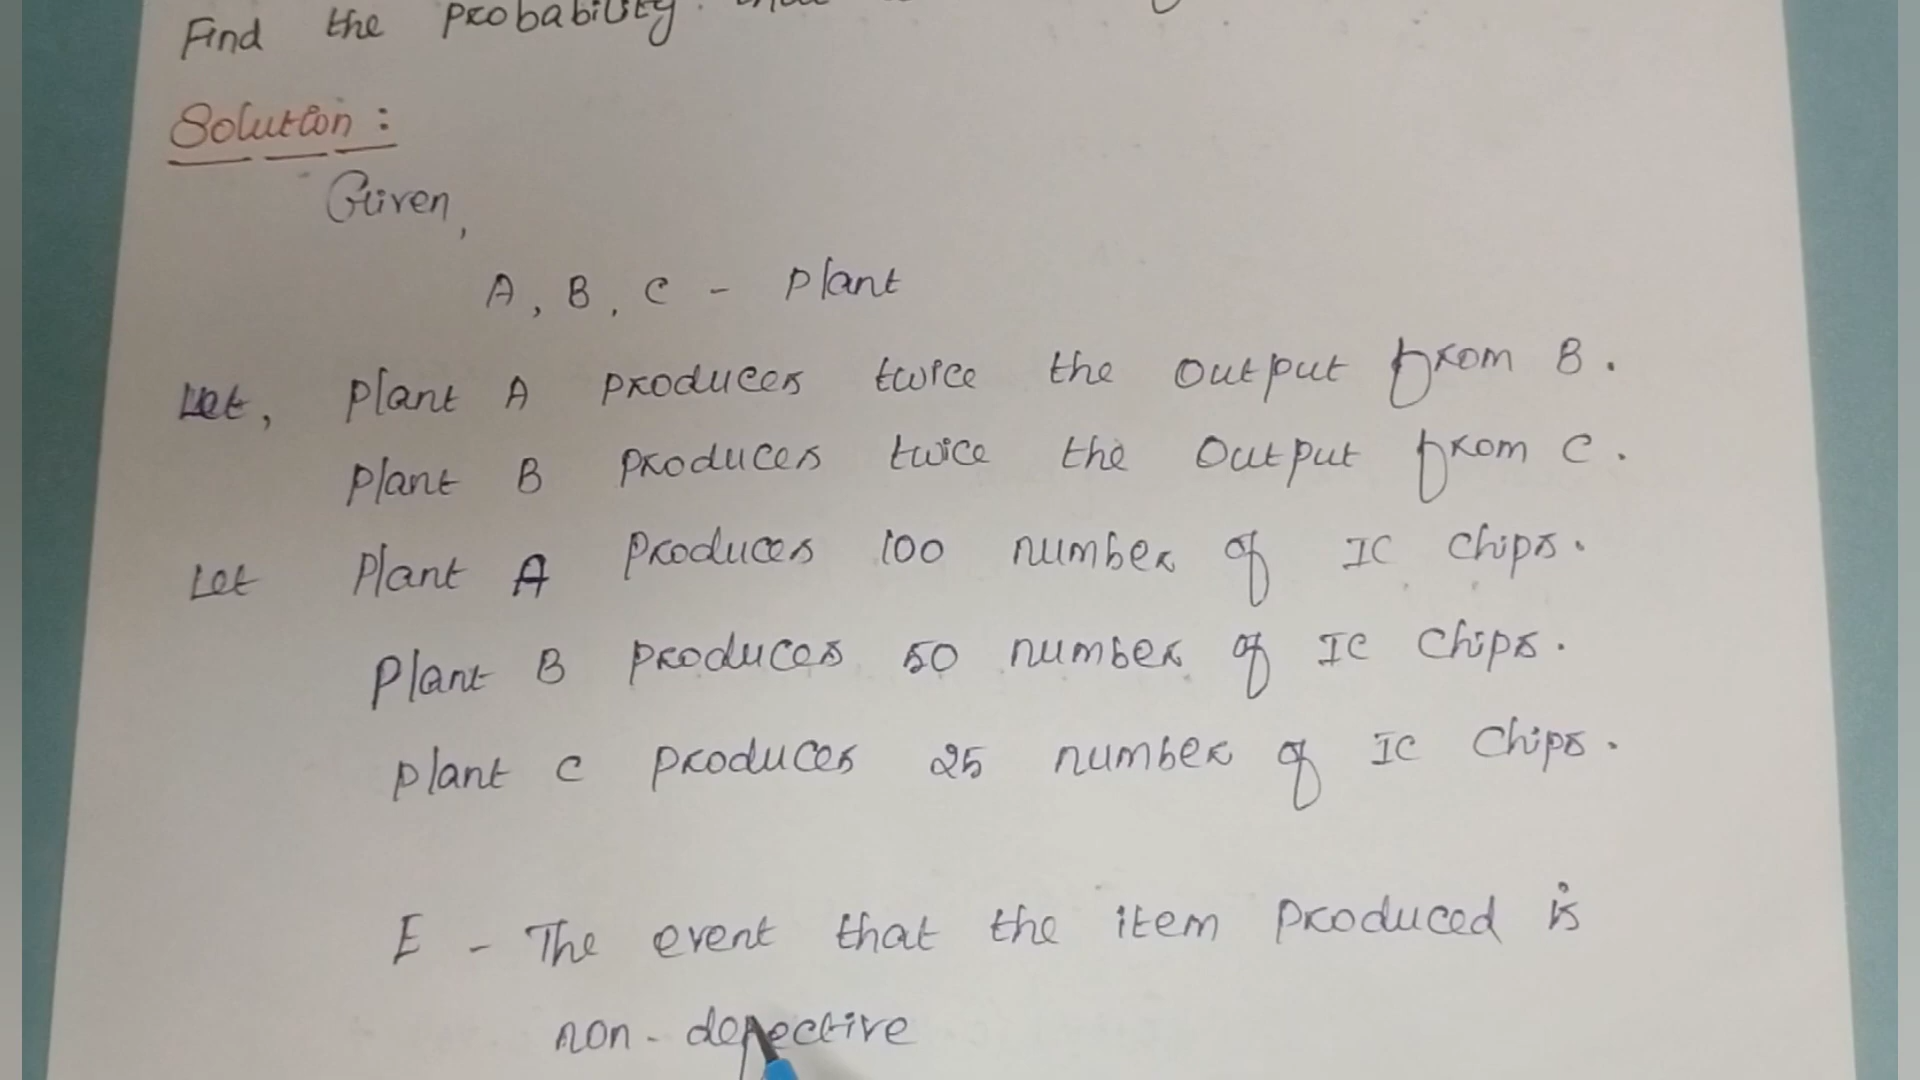 Find the probability
Solution :
Given,
A, B, C - Plant
Let, Plant A produces twice the output from B.
Plant B produces twice the output from C.
Let Plant A produces 100 number of IC chips.
Plant B produces 50 number of IC chips.
Plant C produces 25 number of IC chips.
E - The event that the item produced is
non-defective